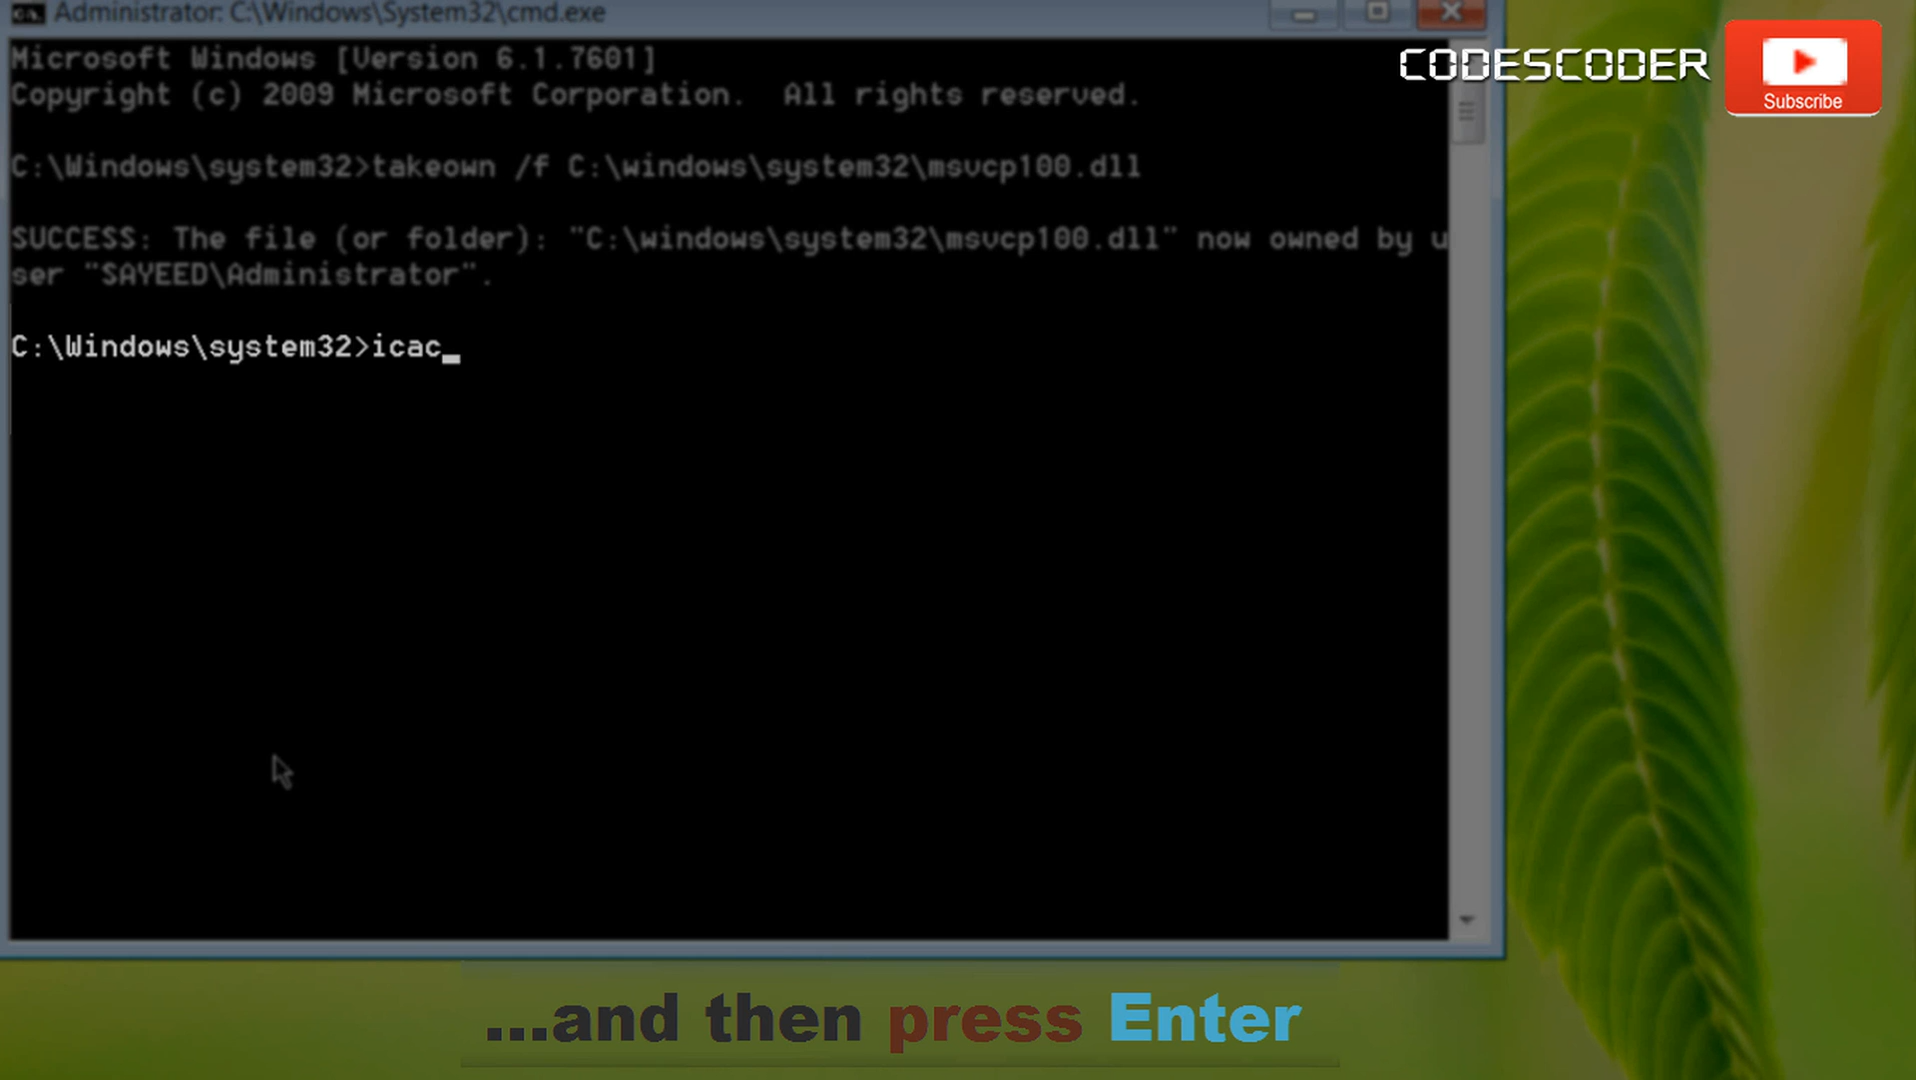 Administrator: C:\Windows\System32\cmd.exe
Microsoft Windows [Version 6.1.7601]
Copyright (c) 2009 Microsoft Corporation.  All rights reserved.
C:\Windows\system32>takeown /f C:\windows\system32\msvcp100.dll
SUCCESS: The file (or folder): "C:\windows\system32\msvcp100.dll" now owned by u
ser "SAYEED\Administrator".
C:\Windows\system32>icac_
CODESCODER
Subscribe
...and then press Enter